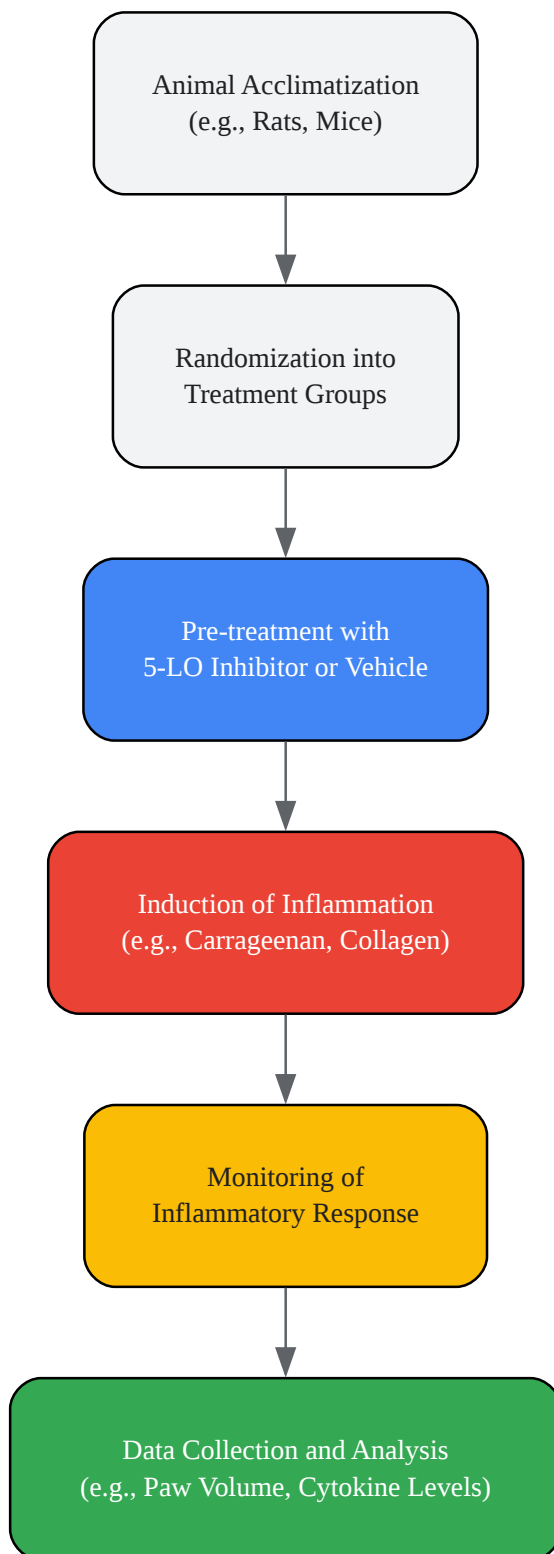 Animal Acclimatization
(e.g., Rats, Mice)
Randomization into
Treatment Groups
Pre-treatment with
5-LO Inhibitor or Vehicle
Induction of Inflammation
(e.g., Carrageenan, Collagen)
Monitoring of
Inflammatory Response
Data Collection and Analysis
(e.g., Paw Volume, Cytokine Levels)